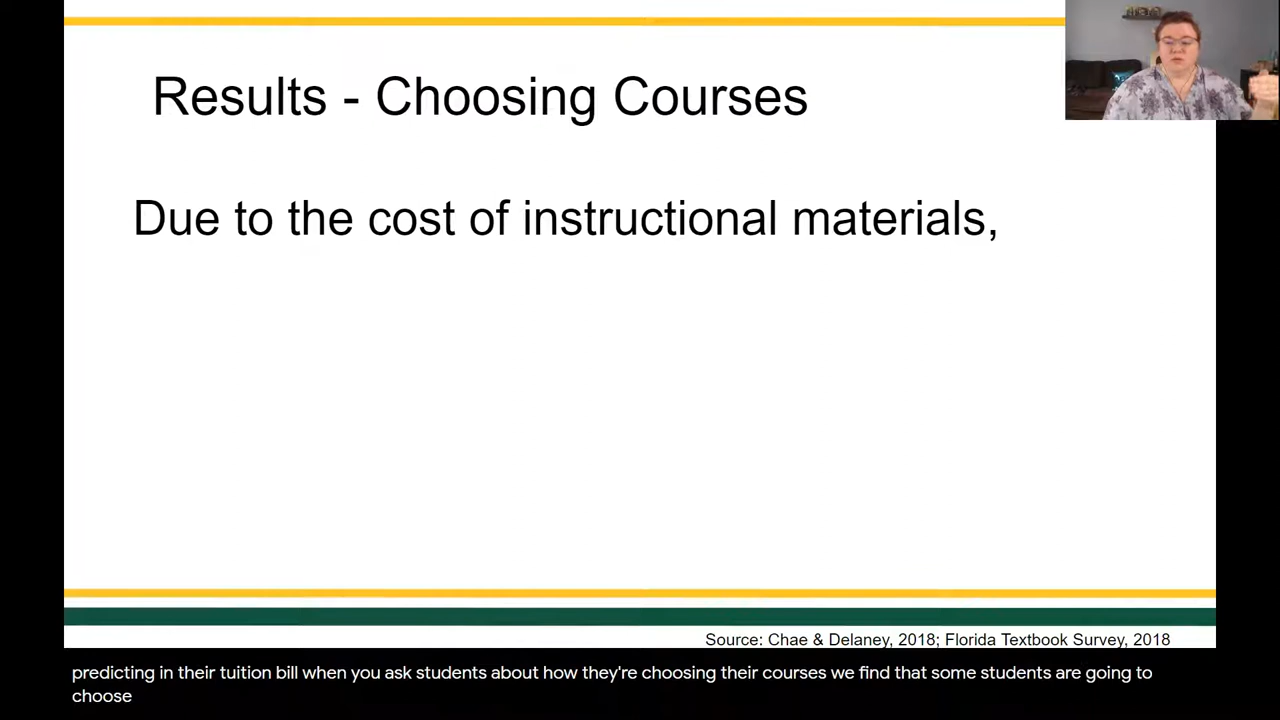 Results - Choosing Courses
Due to the cost of instructional materials,
Source: Chae & Delaney, 2018; Florida Textbook Survey, 2018
predicting in their tuition bill when you ask students about how they're choosing their courses we find that some students are going to
choose